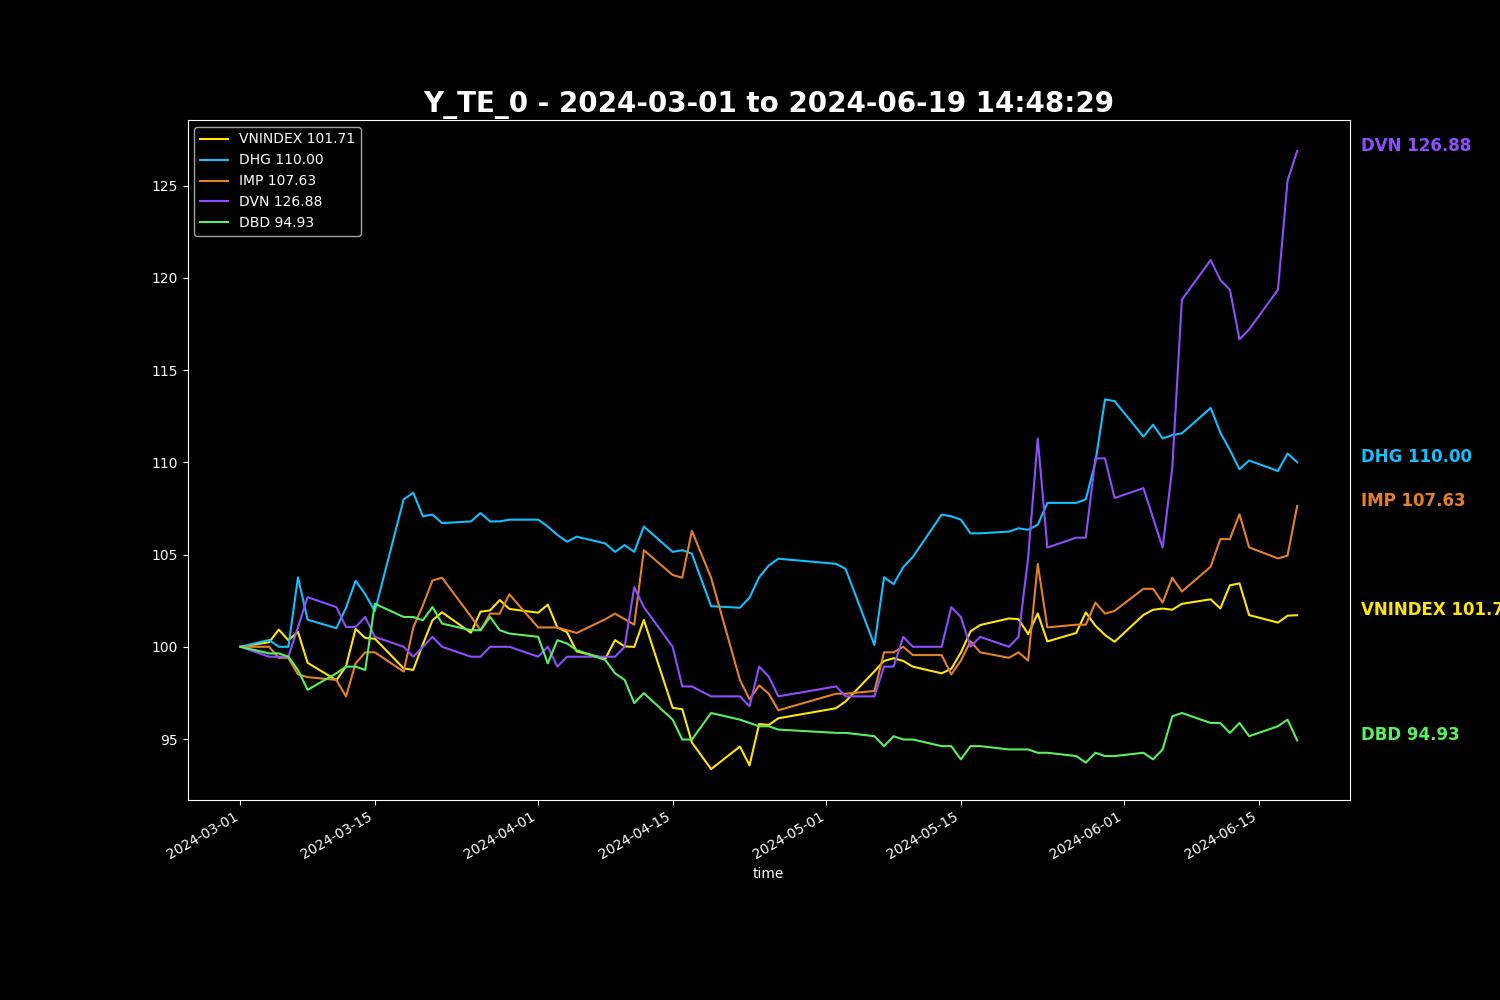 Y_TE_0 - 2024-03-01 to 2024-06-19 14:48:29
VNINDEX 101.71
DHG 110.00
IMP 107.63
DVN 126.88
DBD 94.93
125
120
115
110
105
100
95
DVN 126.88
DHG 110.00
IMP 107.63
VNINDEX 101.7
DBD 94.93
2024-03-01
2024-03-15
2024-04-01
2024-04-15
2024-05-01
2024-05-15
2024-06-01
2024-06-15
time